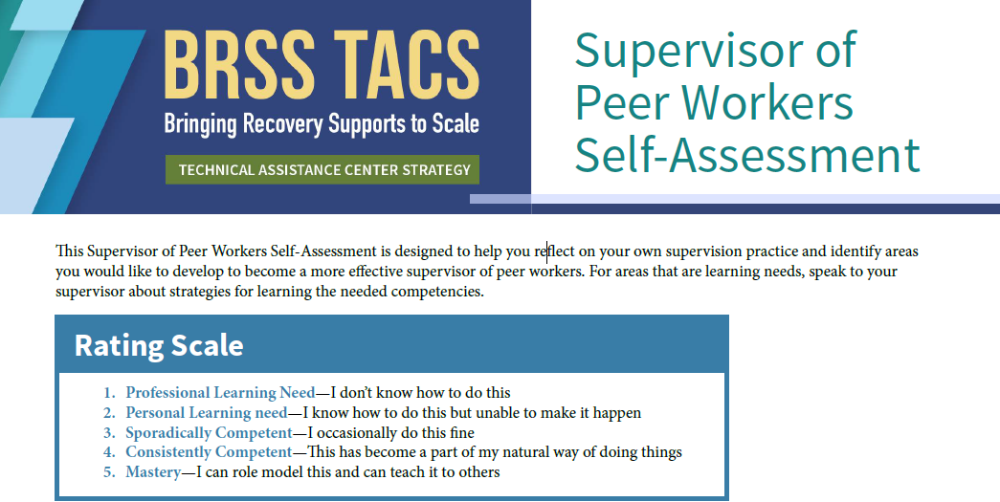 BRSS TACS
Bringing Recovery Supports to Scale
TECHNICAL ASSISTANCE CENTER STRATEGY
Supervisor of
Peer Workers
Self-Assessment
This Supervisor of Peer Workers Self-Assessment is designed to help you reflect on your own supervision practice and identify areas
you would like to develop to become a more effective supervisor of peer workers. For areas that are learning needs, speak to your
supervisor about strategies for learning the needed competencies.
Rating Scale
1. Professional Learning Need—I don’t know how to do this
2. Personal Learning need—I know how to do this but unable to make it happen
3. Sporadically Competent—I occasionally do this fine
4. Consistently Competent—This has become a part of my natural way of doing things
5. Mastery—I can role model this and can teach it to others